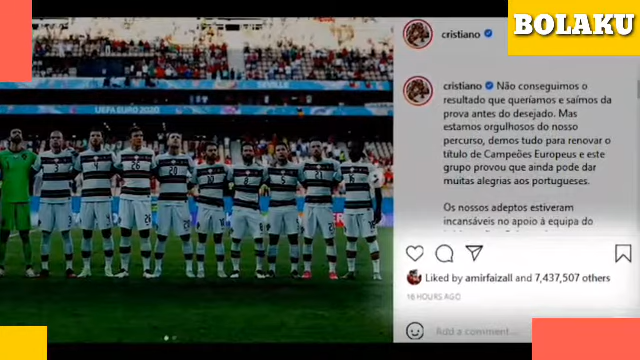 BOLAKU
cristiano
UEFA EURO 2020
SEVILLE
cristiano Não conseguimos o
resultado que queríamos e saímos da
prova antes do desejado. Mas
estamos orgulhosos do nosso
percurso, demos tudo para renovar o
título de Campeões Europeus e este
grupo provou que ainda pode dar
muitas alegrias aos portugueses.
Os nossos adeptos estiveram
incansáveis no apoio à equipa do
Liked by amirfaizall and 7,437,507 others
16 HOURS AGO
Add a comment...